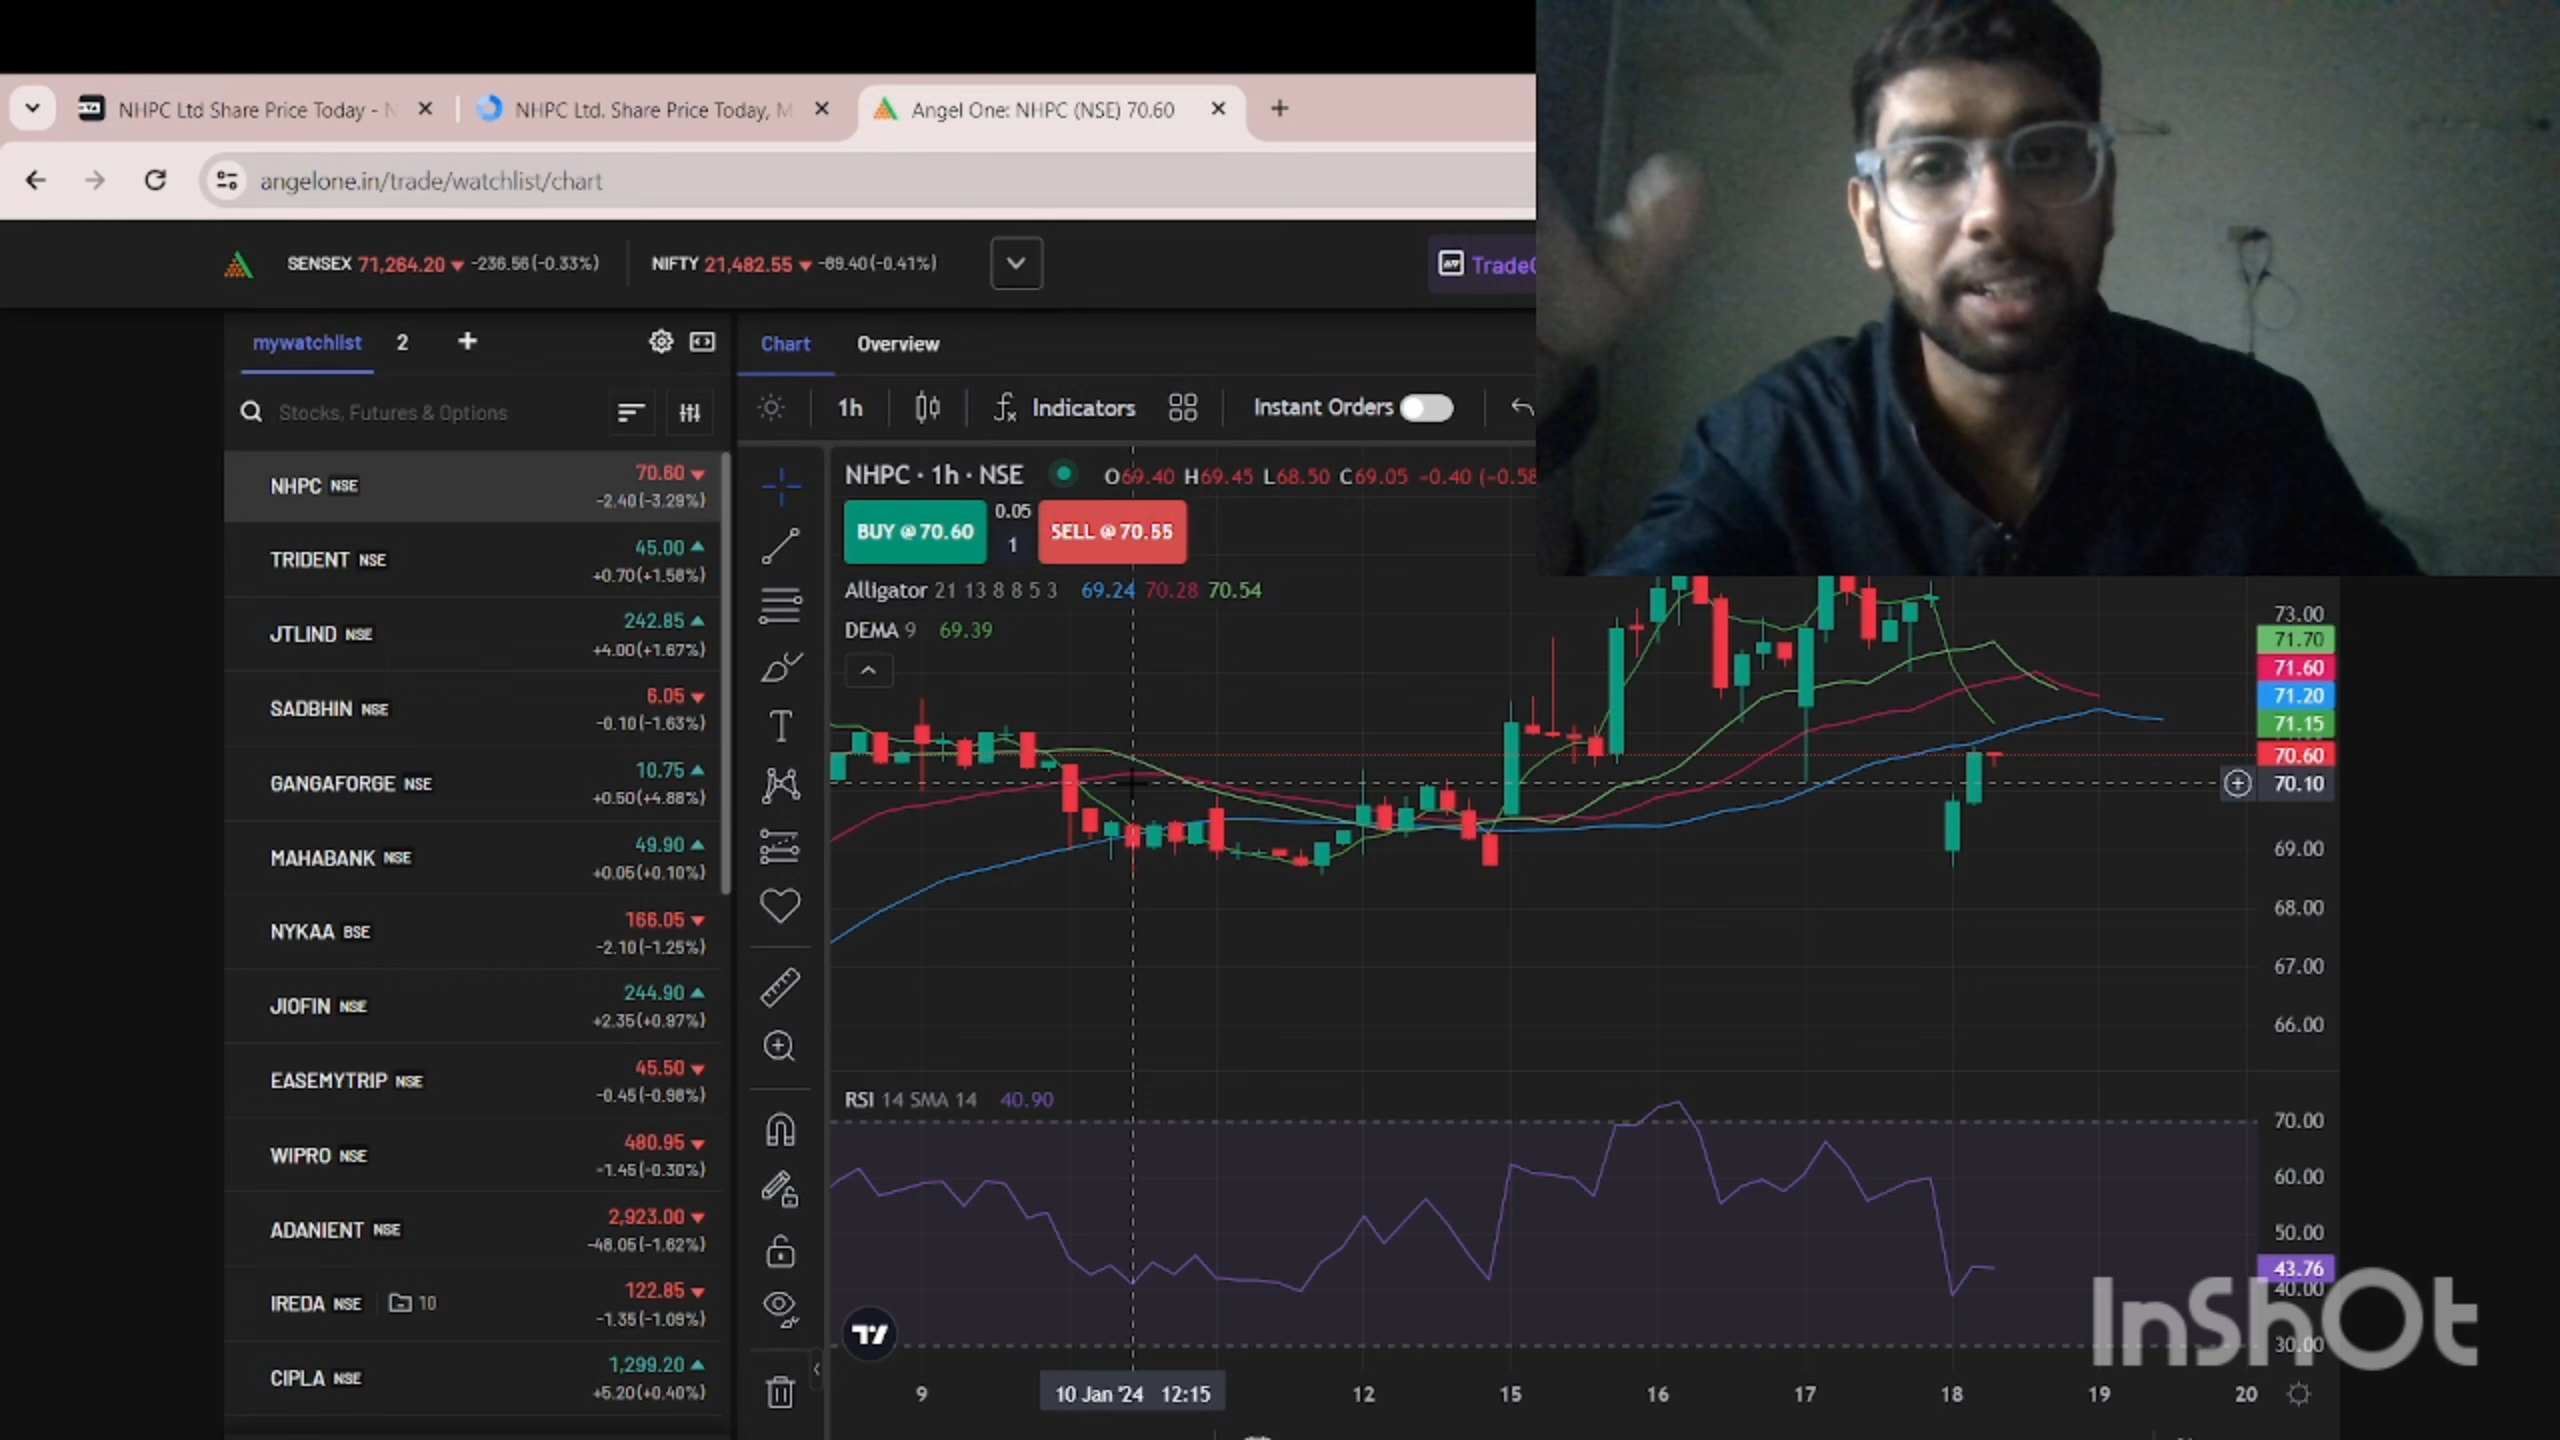 NHPC Ltd Share Price Today - N
NHPC Ltd. Share Price Today, M
Angel One: NHPC (NSE) 70.60
angelone.in/trade/watchlist/chart
SENSEX 71,264.20 -236.56(-0.33%)
NIFTY 21,482.55 -89.40(-0.41%)
mywatchlist 2 +
Chart Overview
Stocks, Futures & Options
1h Indicators Instant Orders
NHPC NSE 70.60
-2.40(-3.29%)
TRIDENT NSE 45.00
+0.70(+1.58%)
JTLIND NSE 242.85
+4.00(+1.67%)
SADBHIN NSE 6.05
-0.10(-1.63%)
GANGAFORGE NSE 10.75
+0.50(+4.88%)
MAHABANK NSE 49.90
+0.05(+0.10%)
NYKAA BSE 166.05
-2.10(-1.25%)
JIOFIN NSE 244.90
+2.35(+0.97%)
EASEMYTRIP NSE 45.50
-0.45(-0.98%)
WIPRO NSE 480.95
-1.45(-0.30%)
ADANIENT NSE 2,923.00
-48.05(-1.62%)
IREDA NSE 10 122.85
-1.35(-1.09%)
CIPLA NSE 1,299.20
+5.20(+0.40%)
NHPC · 1h · NSE O69.40 H69.45 L68.50 C69.05 -0.40 (-0.58
BUY @ 70.60 0.05 1 SELL @ 70.55
Alligator 21 13 8 8 5 3 69.24 70.28 70.54
DEMA 9 69.39
73.00
71.70
71.60
71.20
71.15
70.60
70.10
69.00
68.00
67.00
66.00
RSI 14 SMA 14 40.90
70.00
60.00
50.00
43.76
40.00
30.00
9 10 Jan '24 12:15 12 15 16 17 18 19 20
InShOt